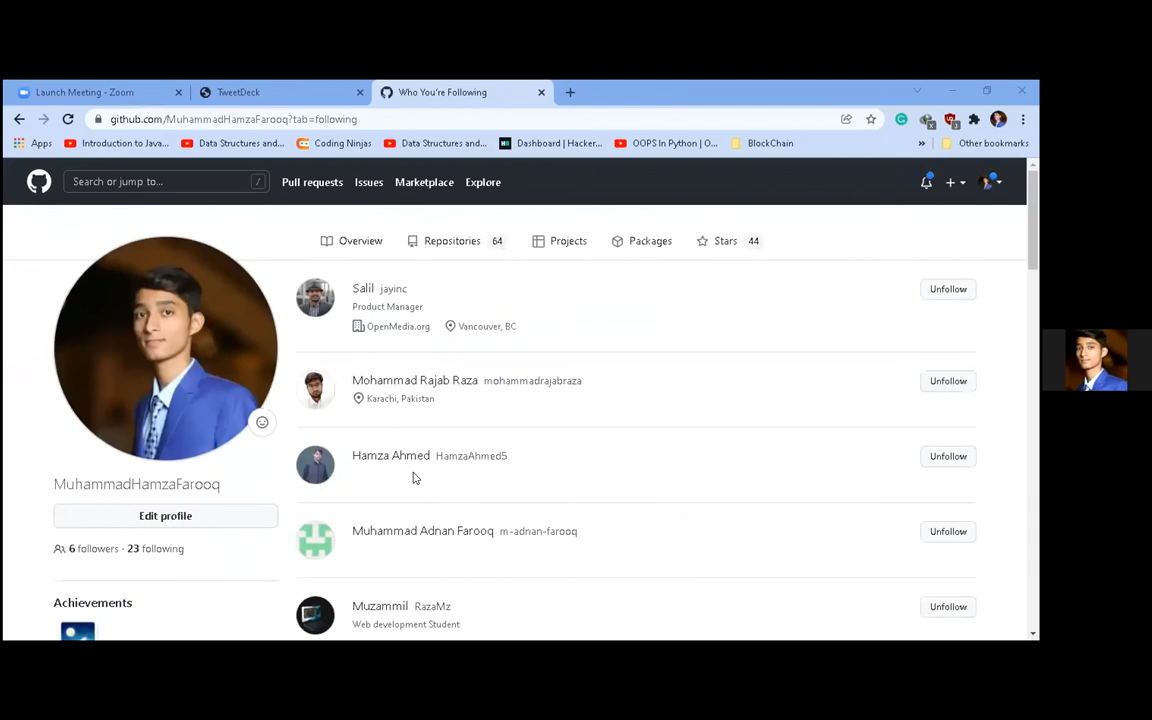 Launch Meeting - Zoom
TweetDeck
Who You're Following
github.com/MuhammadHamzaFarooq?tab=following
Apps
Introduction to Java...
Data Structures and...
Coding Ninjas
Data Structures and...
Dashboard | Hacker...
OOPS In Python | O...
BlockChain
»
Other bookmarks
Search or jump to...
/
Pull requests
Issues
Marketplace
Explore
Overview
Repositories 64
Projects
Packages
Stars 44
Salil jayinc
Product Manager
OpenMedia.org Vancouver, BC
Unfollow
Mohammad Rajab Raza mohammadrajabraza
Karachi, Pakistan
Unfollow
Hamza Ahmed HamzaAhmed5
Unfollow
MuhammadHamzaFarooq
Edit profile
6 followers · 23 following
Achievements
Muhammad Adnan Farooq m-adnan-farooq
Unfollow
Muzammil RazaMz
Web development Student
Unfollow